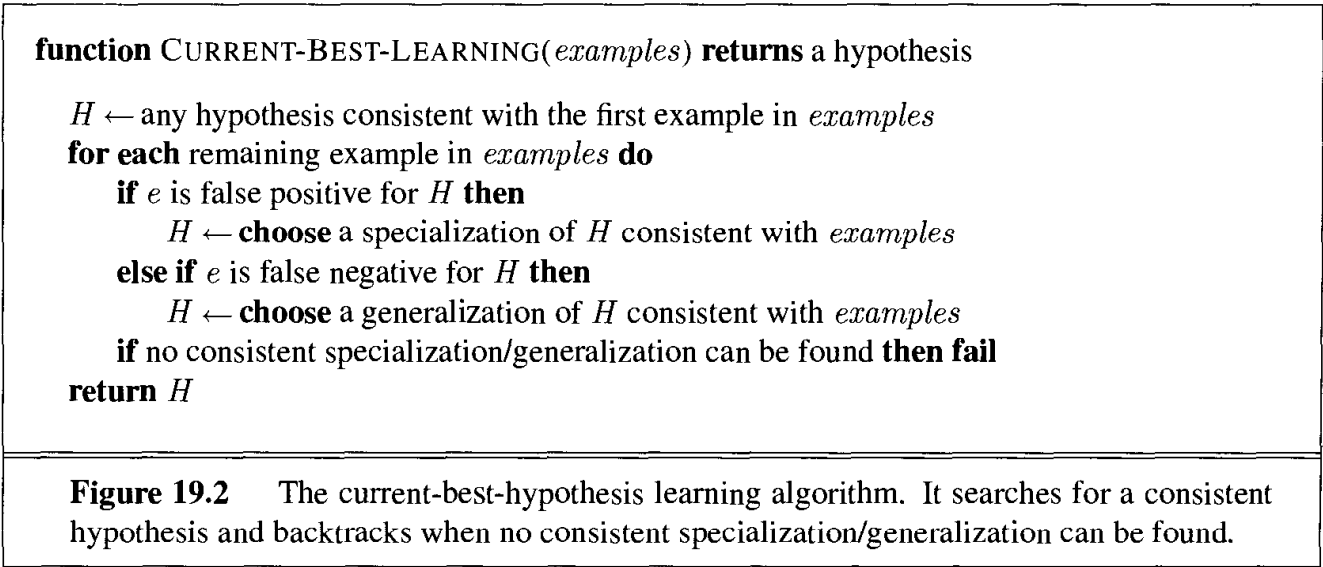 function CURRENT-BEST-LEARNING(examples) returns a hypothesis
H ← any hypothesis consistent with the first example in examples
for each remaining example in examples do
if e is false positive for H then
H ← choose a specialization of H consistent with examples
else if e is false negative for H then
H ← choose a generalization of H consistent with examples
if no consistent specialization/generalization can be found then fail
return H
Figure 19.2 The current-best-hypothesis learning algorithm. It searches for a consistent
hypothesis and backtracks when no consistent specialization/generalization can be found.